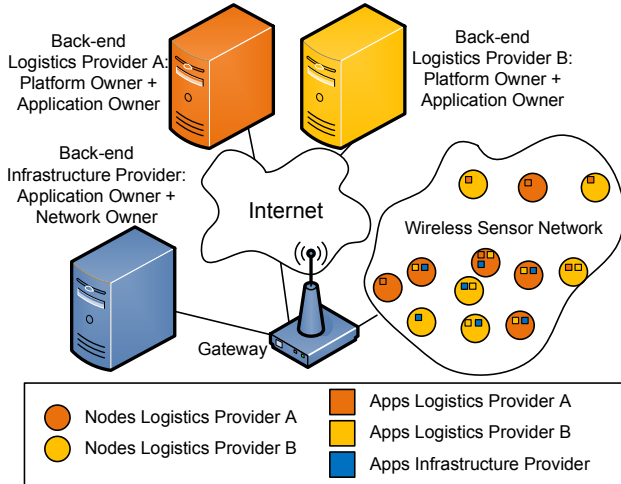 Back-end
Logistics Provider A:
Platform Owner +
Application Owner
Back-end
Logistics Provider B:
Platform Owner +
Application Owner
Back-end
Infrastructure Provider:
Application Owner +
Network Owner
Internet
Wireless Sensor Network
Gateway
Nodes Logistics Provider A
Nodes Logistics Provider B
Apps Logistics Provider A
Apps Logistics Provider B
Apps Infrastructure Provider